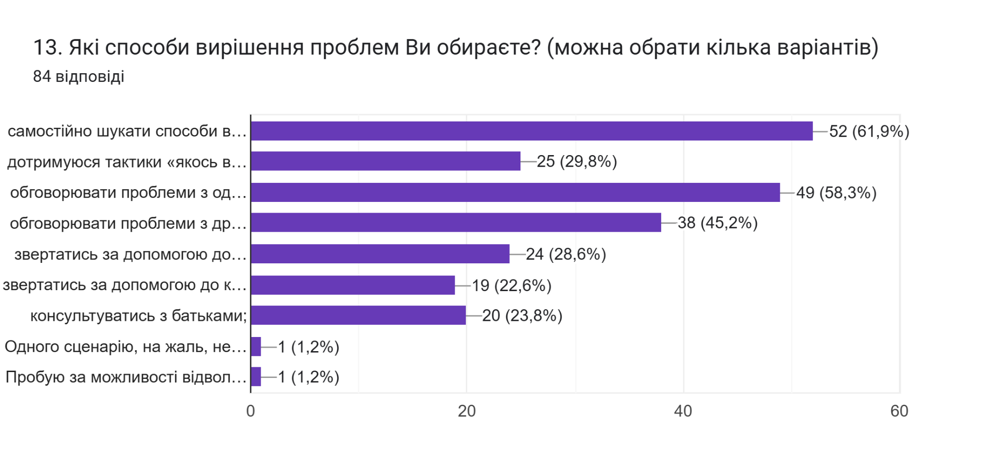 13. Які способи вирішення проблем Ви обираєте? (можна обрати кілька варіантів)
84 відповіді
самостійно шукати способи в… 52 (61,9%)
дотримуюся тактики «якось в… 25 (29,8%)
обговорювати проблеми з од… 49 (58,3%)
обговорювати проблеми з др… 38 (45,2%)
звертатись за допомогою до… 24 (28,6%)
звертатись за допомогою до к… 19 (22,6%)
консультуватись з батьками; 20 (23,8%)
Одного сценарію, на жаль, не… 1 (1,2%)
Пробую за можливості відвол… 1 (1,2%)
0 20 40 60